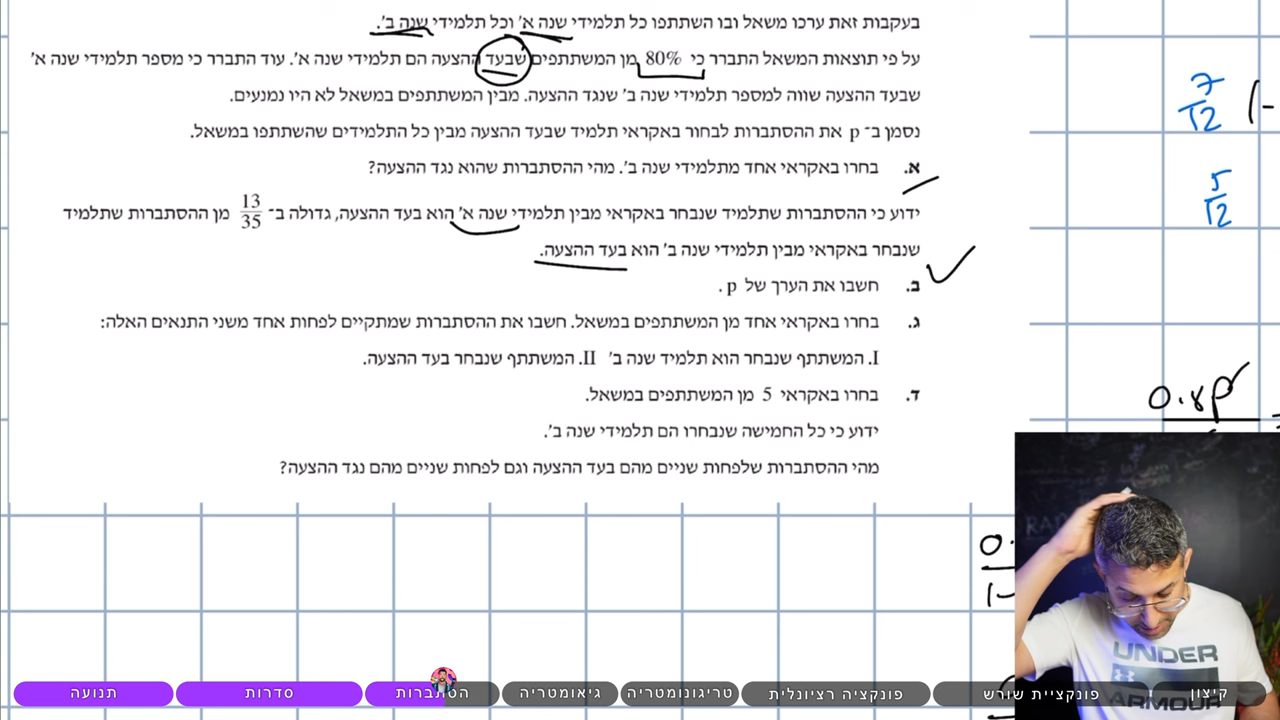 בעקבות זאת ערכו משאל ובו השתתפו כל תלמידי שנה א' וכל תלמידי שנה ב'.
על פי תוצאות המשאל התברר כי 80% מן המשתתפים שבעד ההצעה הם תלמידי שנה א'. עוד התברר כי מספר תלמידי שנה א'
שבעד ההצעה שווה למספר תלמידי שנה ב' שנגד ההצעה. מבין המשתתפים במשאל לא היו נמנעים.
נסמן ב־ p את ההסתברות לבחור באקראי תלמיד שבעד ההצעה מבין כל התלמידים שהשתתפו במשאל.
א. בחרו באקראי אחד מתלמידי שנה ב'. מהי ההסתברות שהוא נגד ההצעה?
ידוע כי ההסתברות שתלמיד שנבחר באקראי מבין תלמידי שנה א' הוא בעד ההצעה, גדולה ב־ 13/35 מן ההסתברות שתלמיד
שנבחר באקראי מבין תלמידי שנה ב' הוא בעד ההצעה.
ב. חשבו את הערך של p .
ג. בחרו באקראי אחד מן המשתתפים במשאל. חשבו את ההסתברות שמתקיים לפחות אחד משני התנאים האלה:
I. המשתתף שנבחר הוא תלמיד שנה ב' II. המשתתף שנבחר בעד ההצעה.
ד. בחרו באקראי 5 מן המשתתפים במשאל.
ידוע כי כל החמישה שנבחרו הם תלמידי שנה ב'.
מהי ההסתברות שלפחות שניים מהם בעד ההצעה וגם לפחות שניים מהם נגד ההצעה?
7/12 (-
5/12
0.8p
0.
1-
UNDER
ARMOUR
תנועה סדרות הסתברות גיאומטריה טריגונומטריה פונקציה רציונלית פונקציית שורש קיצון